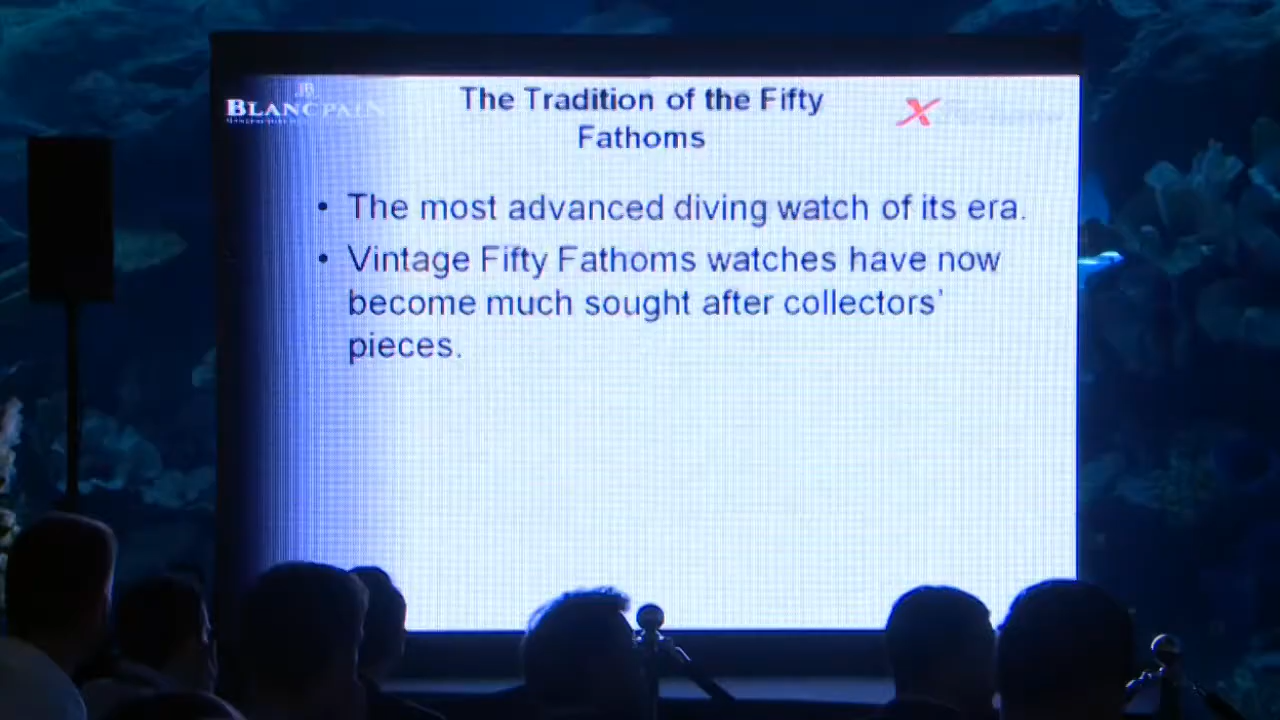 BLANCPAIN
The Tradition of the Fifty
Fathoms
X
• The most advanced diving watch of its era.
• Vintage Fifty Fathoms watches have now
become much sought after collectors’
pieces.